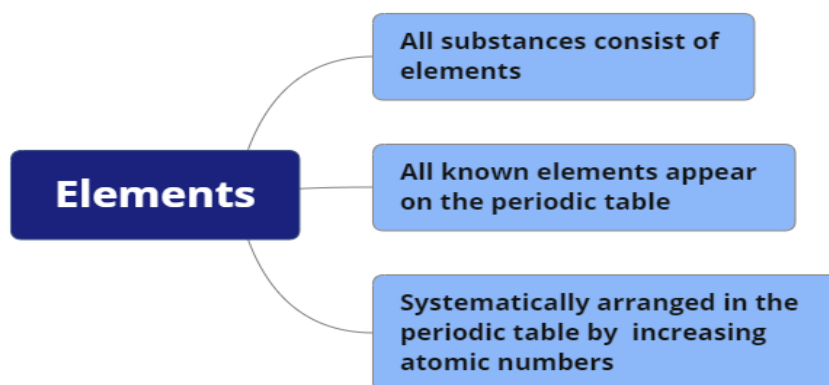 All substances consist of
elements
Elements
All known elements appear
on the periodic table
Systematically arranged in the
periodic table by  increasing
atomic numbers